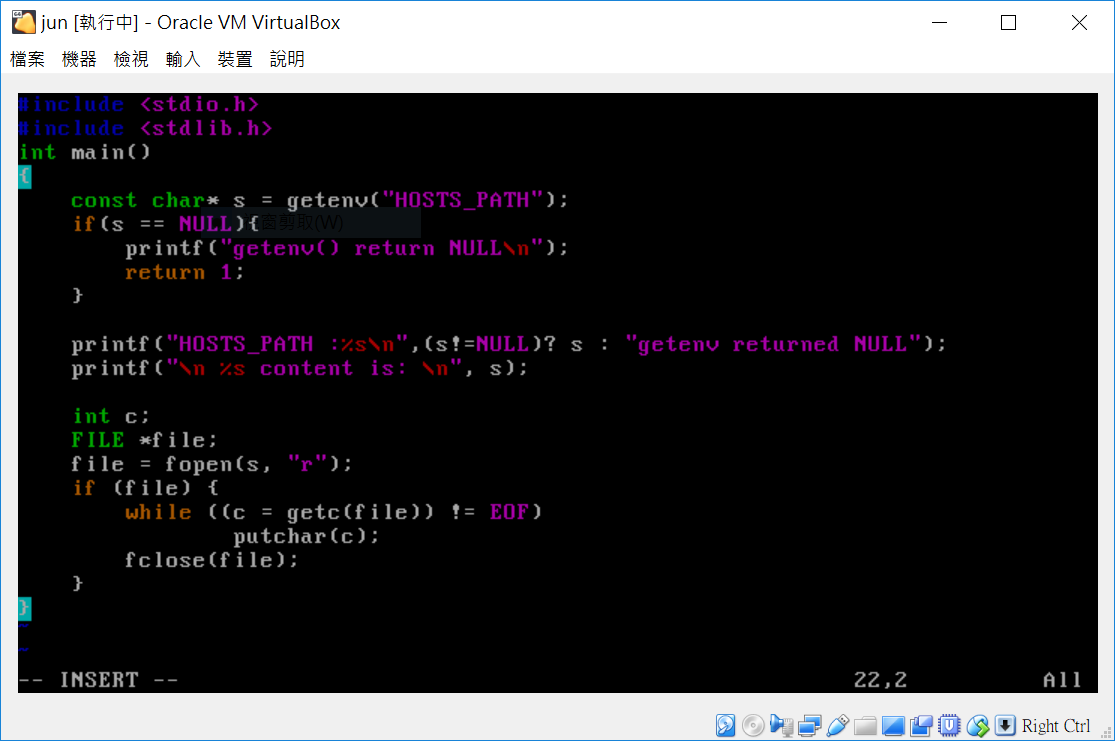 jun [執行中] - Oracle VM VirtualBox
檔案 機器 檢視 輸入 裝置 說明
#include <stdio.h>
#include <stdlib.h>
int main()
{
    const char* s = getenv("HOSTS_PATH");
    if(s == NULL){
        printf("getenv() return NULL\n");
        return 1;
    }
    printf("HOSTS_PATH :%s\n",(s!=NULL)? s : "getenv returned NULL");
    printf("\n %s content is: \n", s);
    int c;
    FILE *file;
    file = fopen(s, "r");
    if (file) {
        while ((c = getc(file)) != EOF)
                putchar(c);
        fclose(file);
    }
}
~
~
-- INSERT -- 22,2 All
Right Ctrl